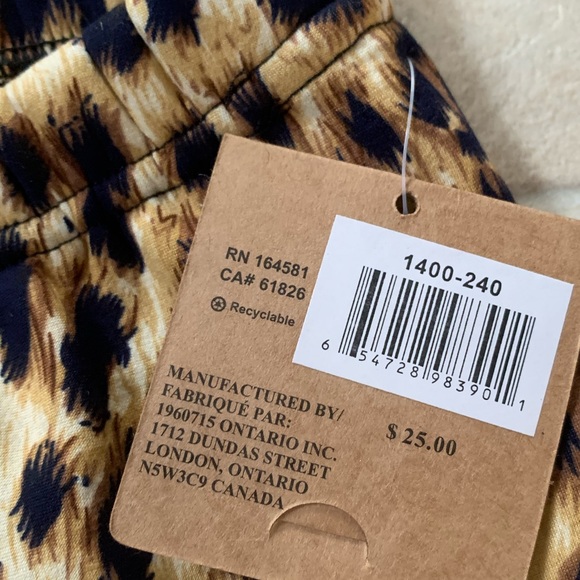 RN 164581
CA# 61826
Recyclable
1400-240
6 54728 98390 1
MANUFACTURED BY/
FABRIQUÉ PAR:
1960715 ONTARIO INC.
1712 DUNDAS STREET
LONDON, ONTARIO
N5W3C9 CANADA
$ 25.00